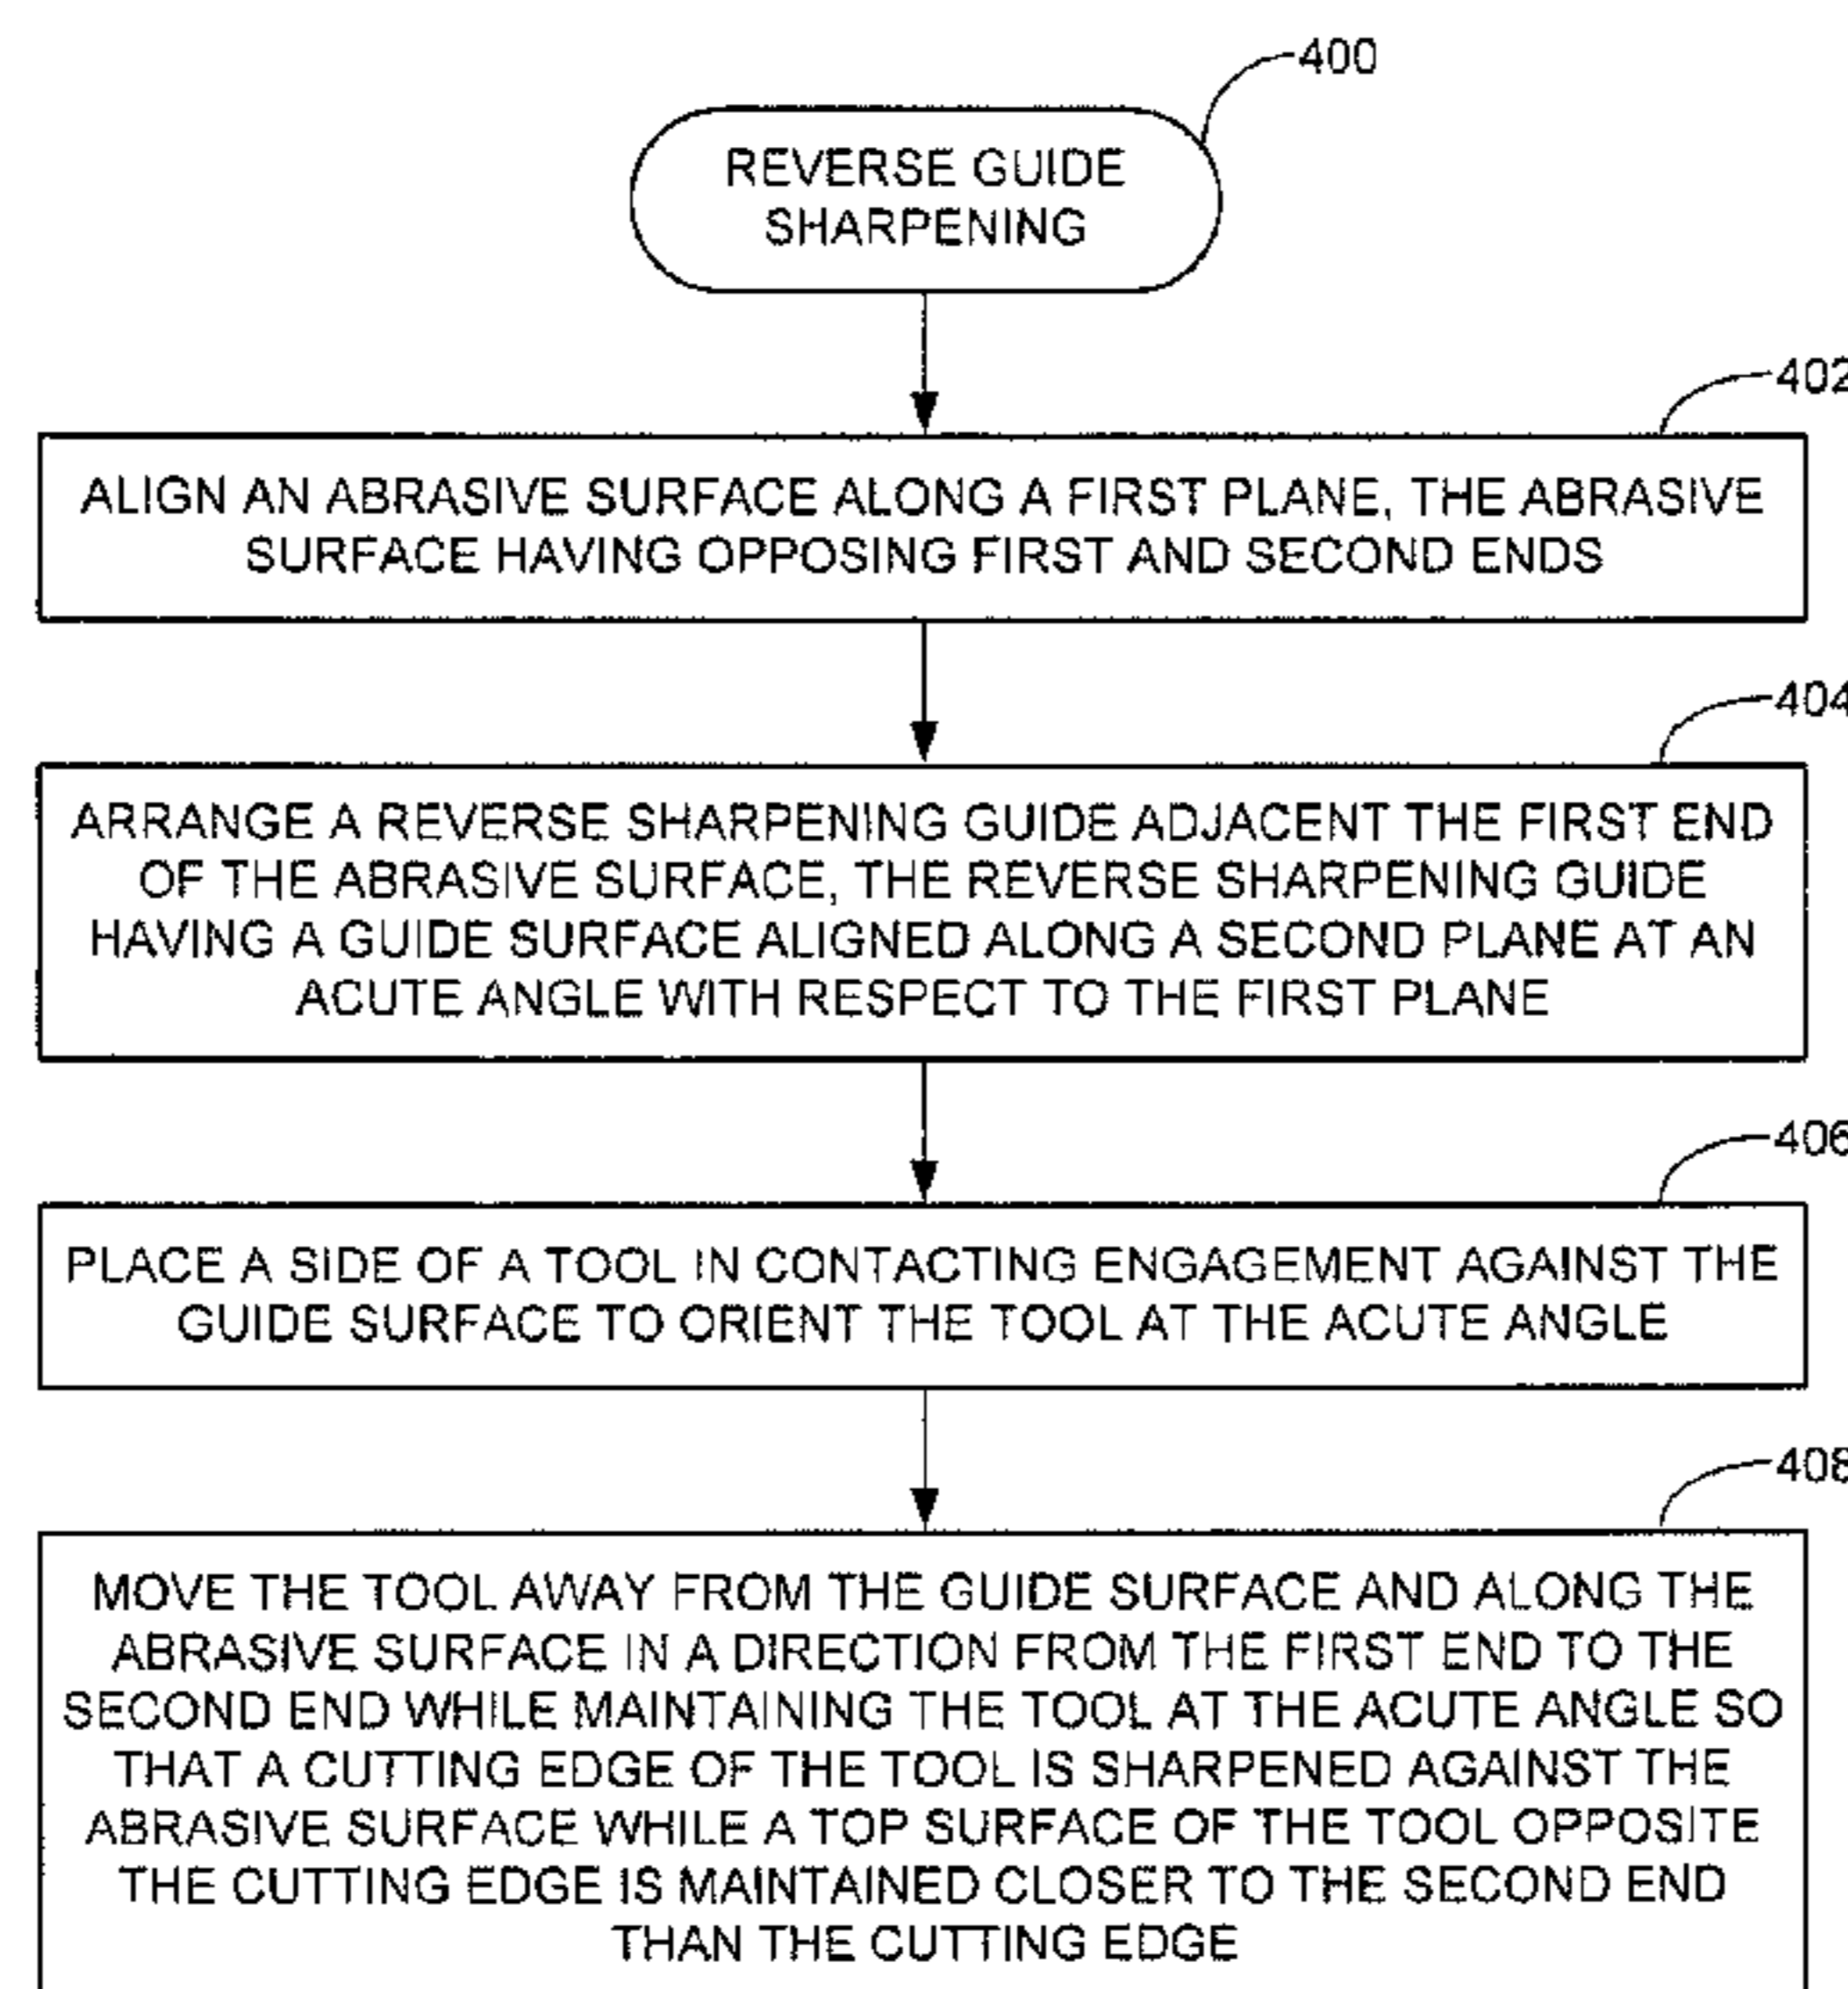 400
REVERSE GUIDE
SHARPENING
402
ALIGN AN ABRASIVE SURFACE ALONG A FIRST PLANE, THE ABRASIVE
SURFACE HAVING OPPOSING FIRST AND SECOND ENDS
404
ARRANGE A REVERSE SHARPENING GUIDE ADJACENT THE FIRST END
OF THE ABRASIVE SURFACE, THE REVERSE SHARPENING GUIDE
HAVING A GUIDE SURFACE ALIGNED ALONG A SECOND PLANE AT AN
ACUTE ANGLE WITH RESPECT TO THE FIRST PLANE
406
PLACE A SIDE OF A TOOL IN CONTACTING ENGAGEMENT AGAINST THE
GUIDE SURFACE TO ORIENT THE TOOL AT THE ACUTE ANGLE
408
MOVE THE TOOL AWAY FROM THE GUIDE SURFACE AND ALONG THE
ABRASIVE SURFACE IN A DIRECTION FROM THE FIRST END TO THE
SECOND END WHILE MAINTAINING THE TOOL AT THE ACUTE ANGLE SO
THAT A CUTTING EDGE OF THE TOOL IS SHARPENED AGAINST THE
ABRASIVE SURFACE WHILE A TOP SURFACE OF THE TOOL OPPOSITE
THE CUTTING EDGE IS MAINTAINED CLOSER TO THE SECOND END
THAN THE CUTTING EDGE